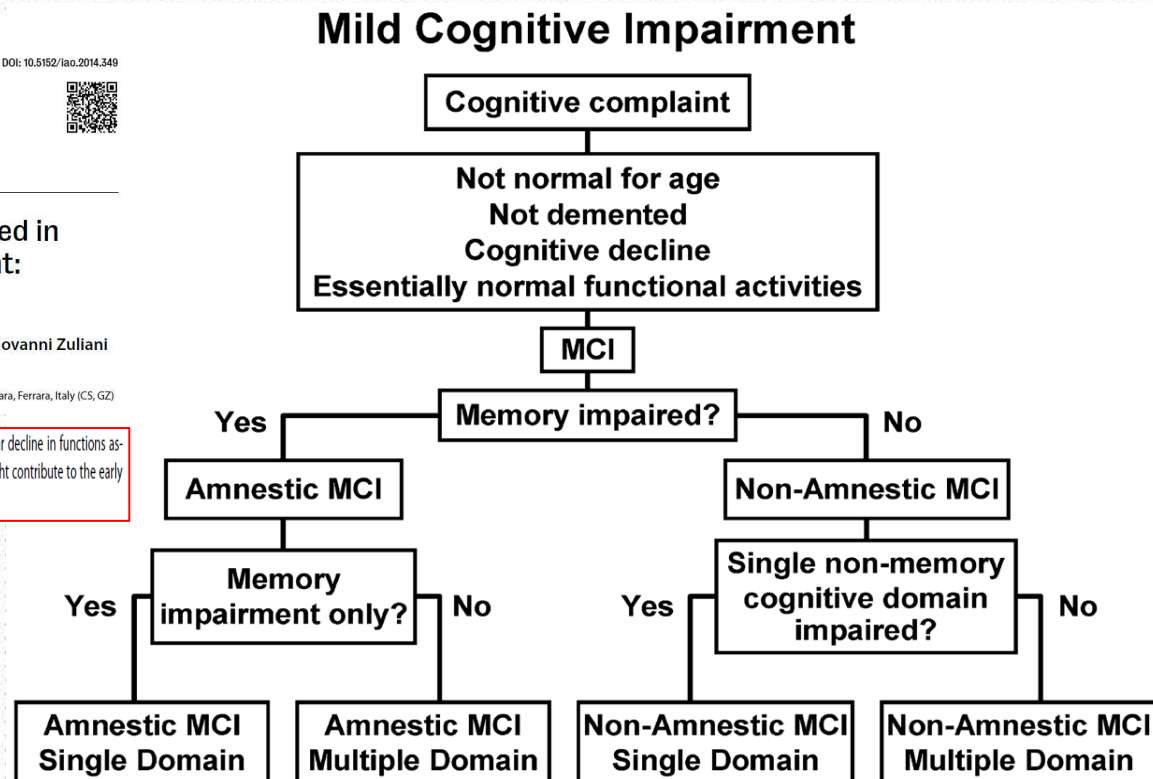 Mild Cognitive Impairment
DOI: 10.5152/iao.2014.349
ed in
t:
ovanni Zuliani
ara, Ferrara, Italy (CS, GZ)
r decline in functions as-
ht contribute to the early
Cognitive complaint
Not normal for age
Not demented
Cognitive decline
Essentially normal functional activities
MCI
Memory impaired?
Yes
No
Amnestic MCI
Non-Amnestic MCI
Memory
impairment only?
Yes
No
Single non-memory
cognitive domain
impaired?
Yes
No
Amnestic MCI
Single Domain
Amnestic MCI
Multiple Domain
Non-Amnestic MCI
Single Domain
Non-Amnestic MCI
Multiple Domain